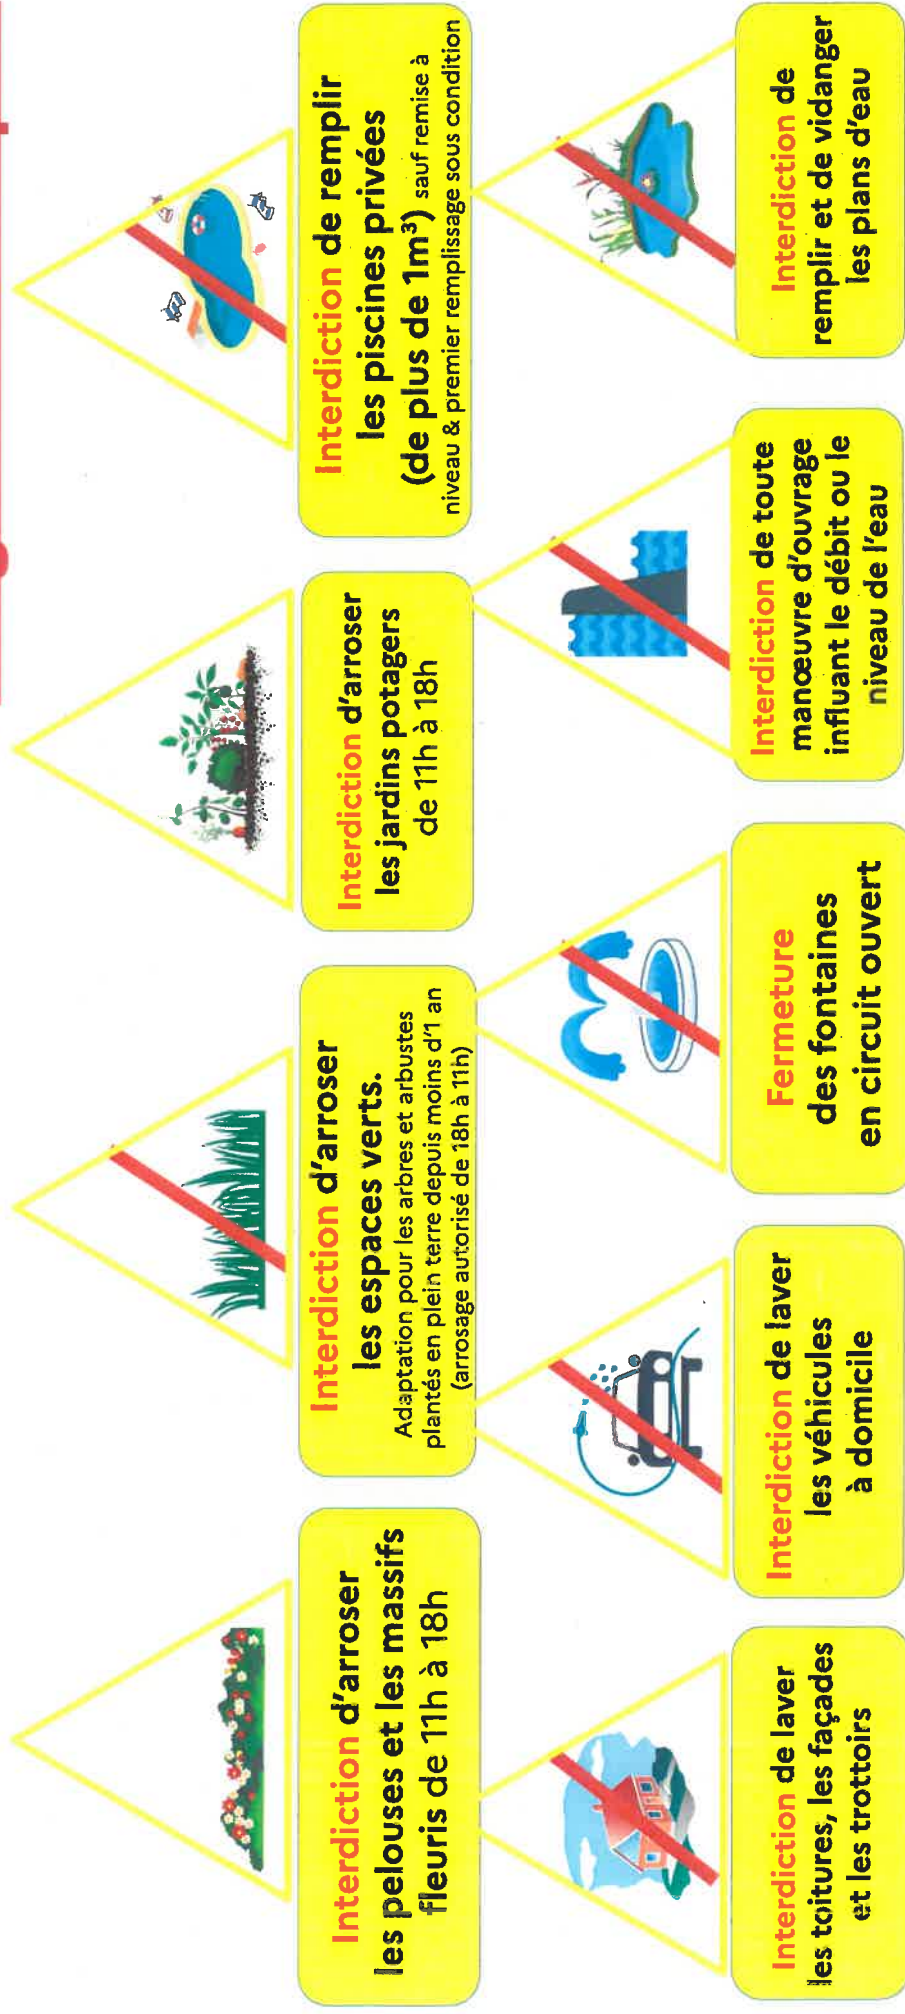 Interdiction d'arroser
les pelouses et les massifs
fleuris de 11h à 18h
Interdiction d'arroser
les espaces verts.
Adaptation pour les arbres et arbustes
plantés en plein terre depuis moins d'1 an
(arrosage autorisé de 18h à 11h)
Interdiction d'arroser
les jardins potagers
de 11h à 18h
Interdiction de remplir
les piscines privées
(de plus de 1m³) sauf remise à
niveau & premier remplissage sous condition
Interdiction de laver
les toitures, les façades
et les trottoirs
Interdiction de laver
les véhicules
à domicile
Fermeture
des fontaines
en circuit ouvert
Interdiction de toute
manœuvre d'ouvrage
influant le débit ou le
niveau de l'eau
Interdiction de
remplir et de vidanger
les plans d'eau